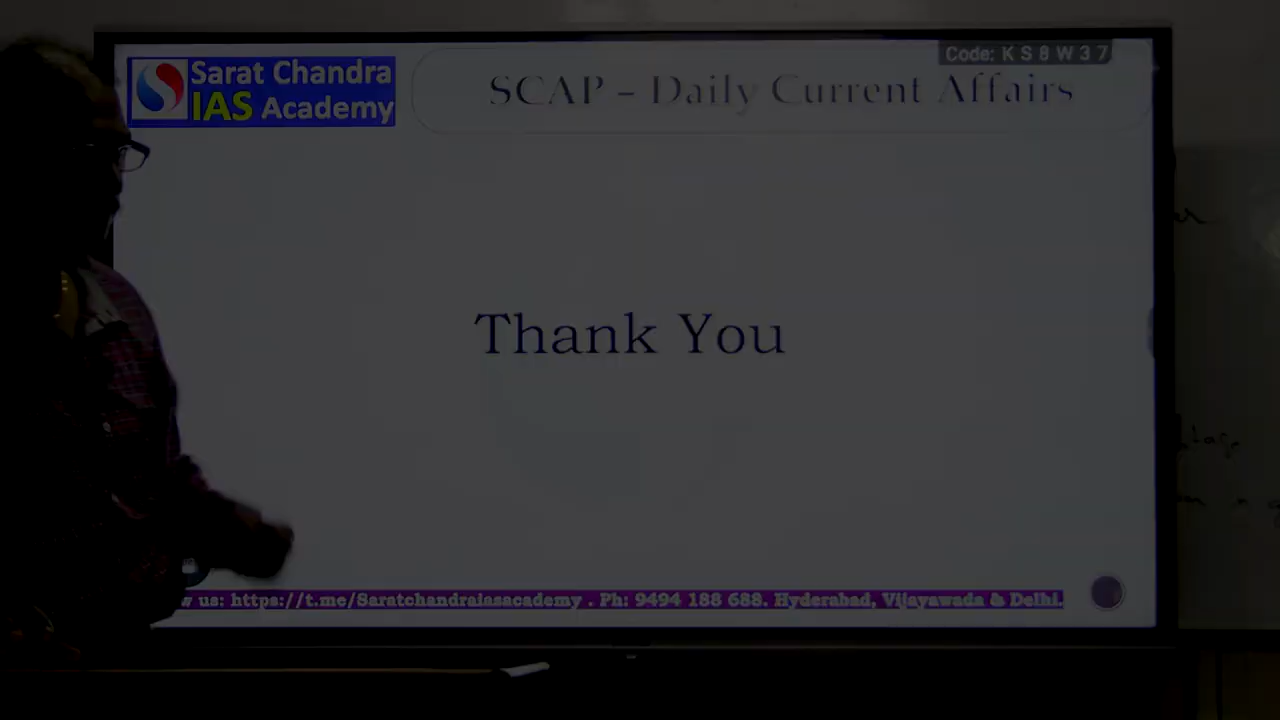 Code: K S 8 W 3 7
Sarat Chandra
IAS Academy
SCAP - Daily Current Affairs
Thank You
us: https://t.me/Saratchandraiasacademy . Ph: 9494 188 688. Hyderabad, Vijayawada & Delhi.